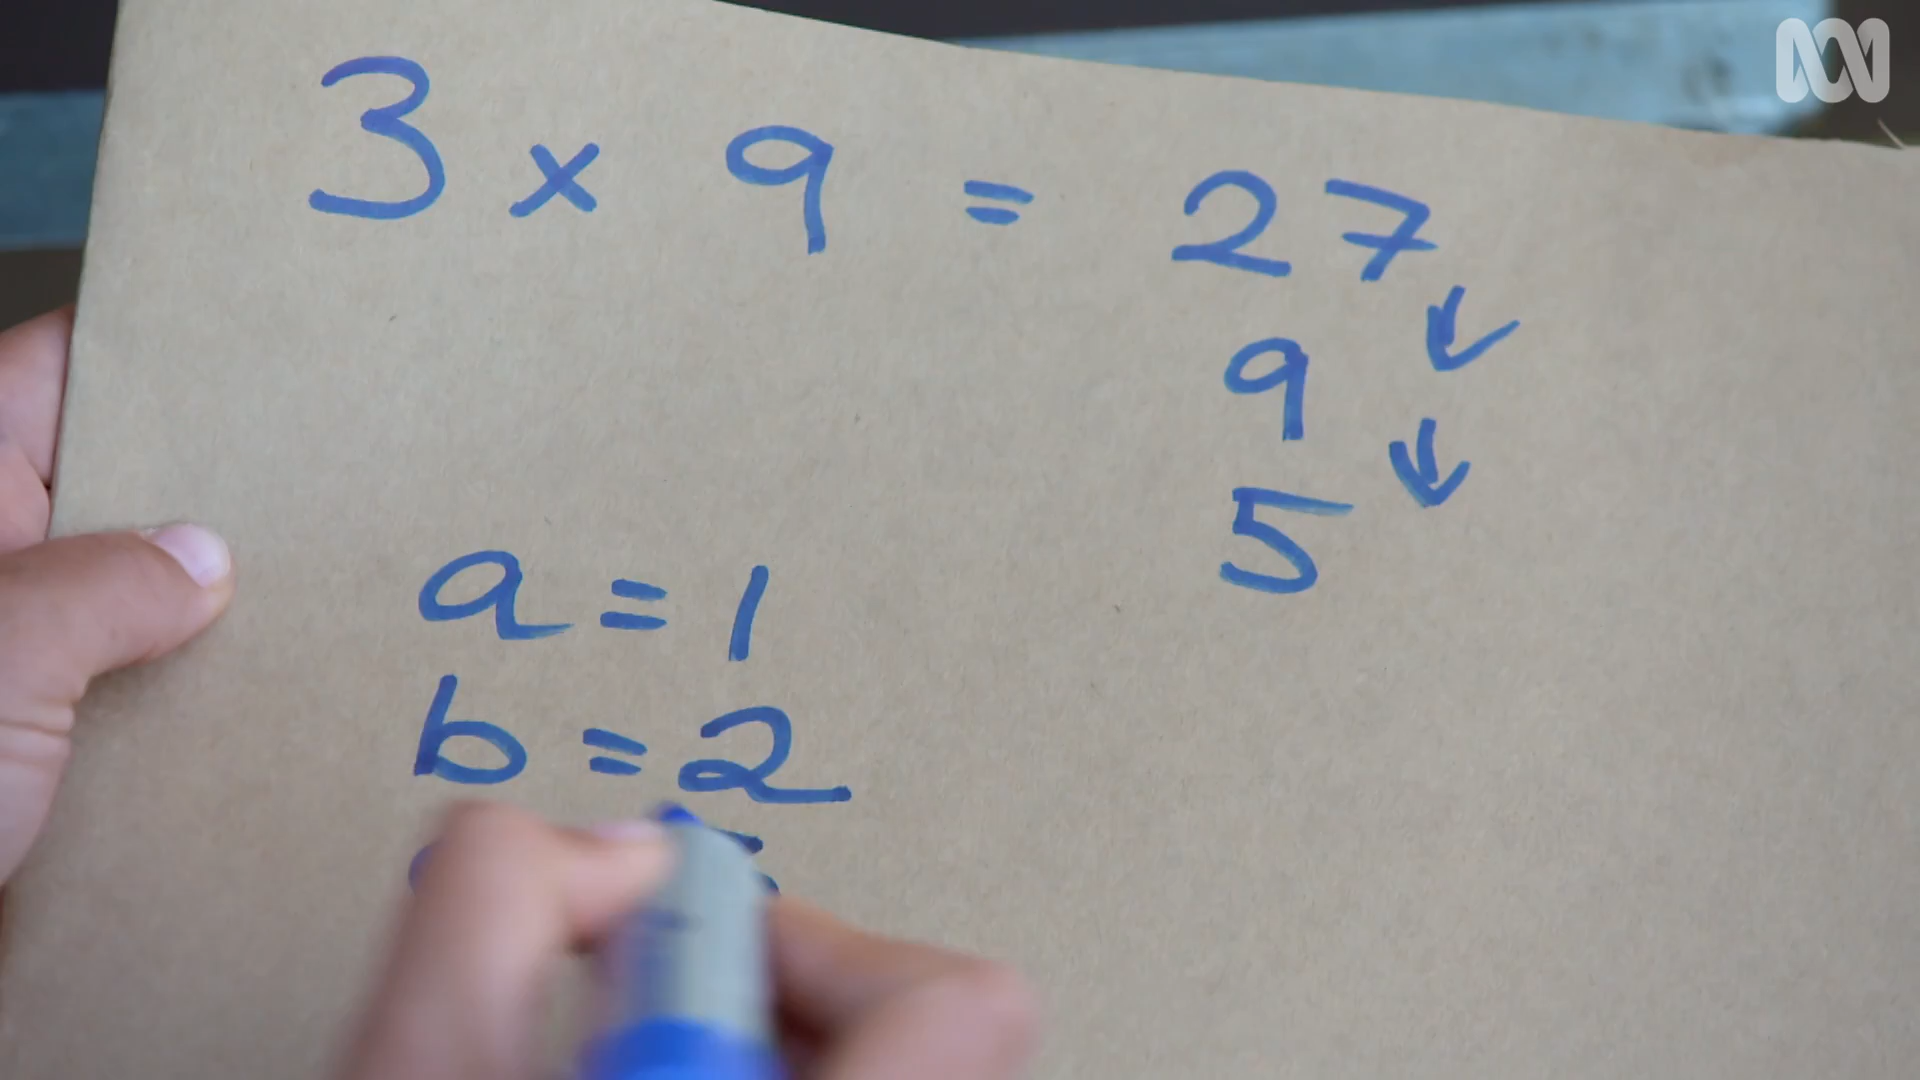 3 × 9 = 27
9
5
a = 1
b = 2